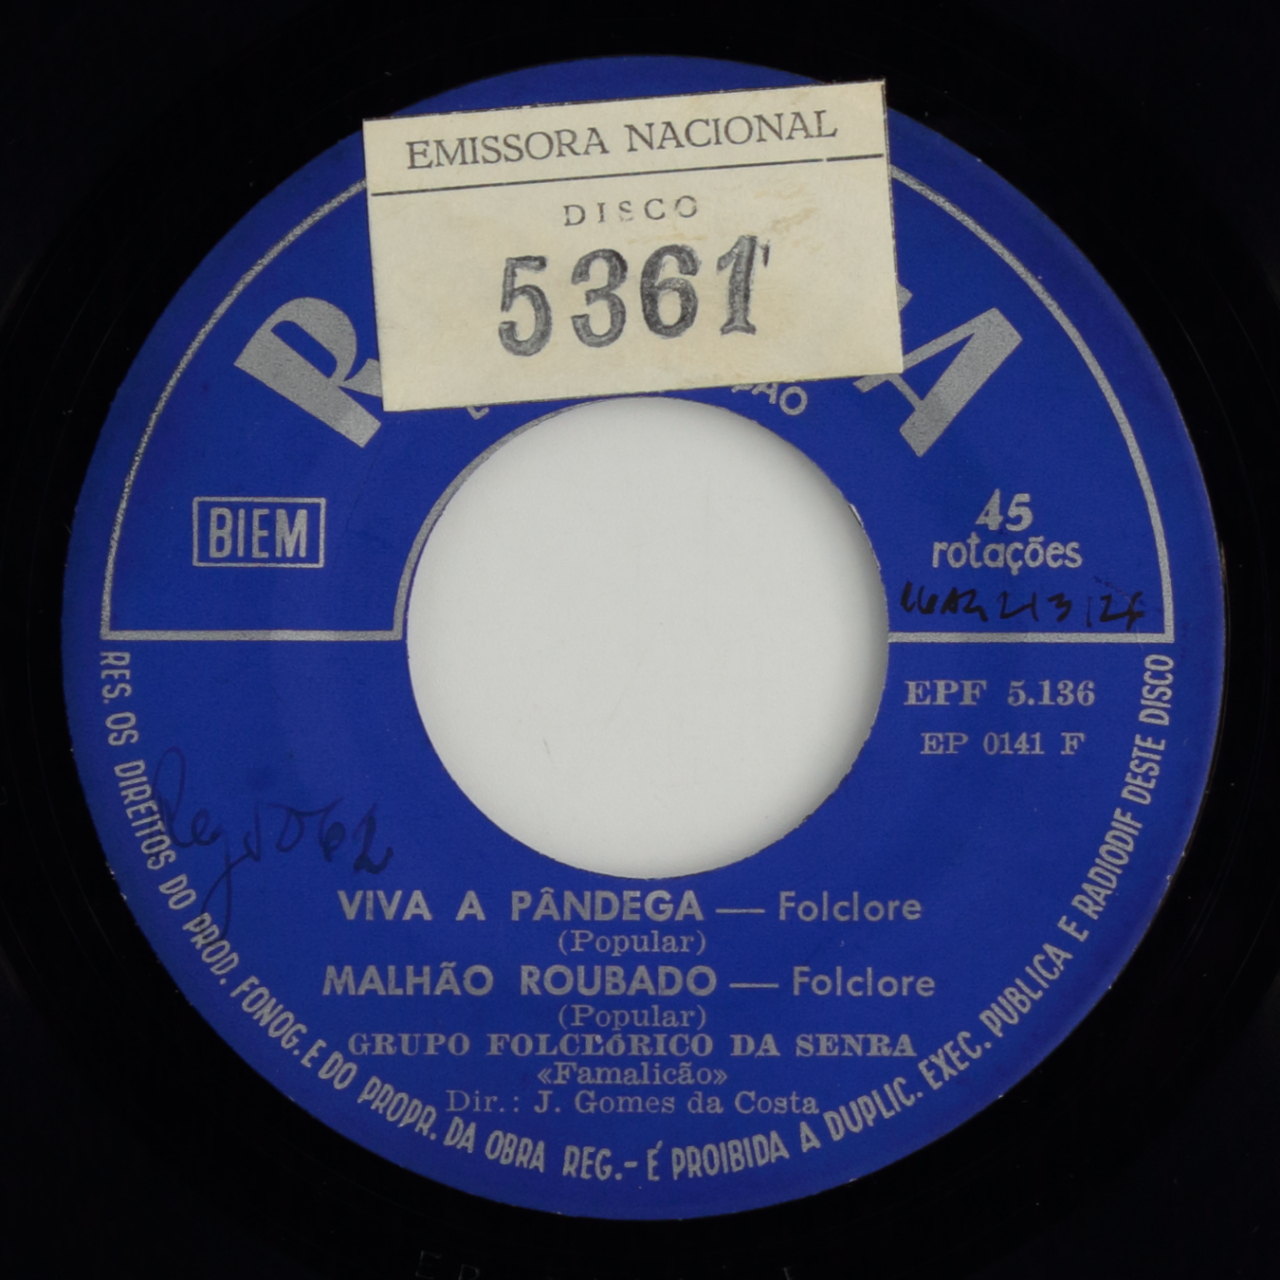 EMISSORA NACIONAL
DISCO
5361
BIEM
45
rotações
EPF 5.136
EP 0141 F
VIVA A PÂNDEGA — Folclore
(Popular)
MALHÃO ROUBADO — Folclore
(Popular)
GRUPO FOLCLÓRICO DA SENRA
«Famalicão»
Dir.: J. Gomes da Costa
RES. OS DIREITOS DO PROD. FONOG. E DO PROPR. DA OBRA REG.- É PROIBIDA A DUPLIC. EXEC. PUBLICA E RADIODIF DESTE DISCO